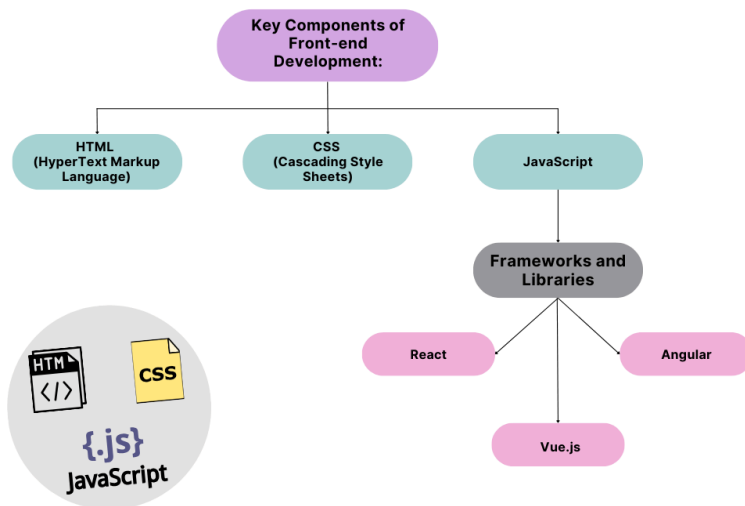 Key Components of
Front-end
Development:
HTML
(HyperText Markup
Language)
CSS
(Cascading Style
Sheets)
JavaScript
Frameworks and
Libraries
React
Angular
Vue.js
HTM
</>
CSS
{.js}
JavaScript